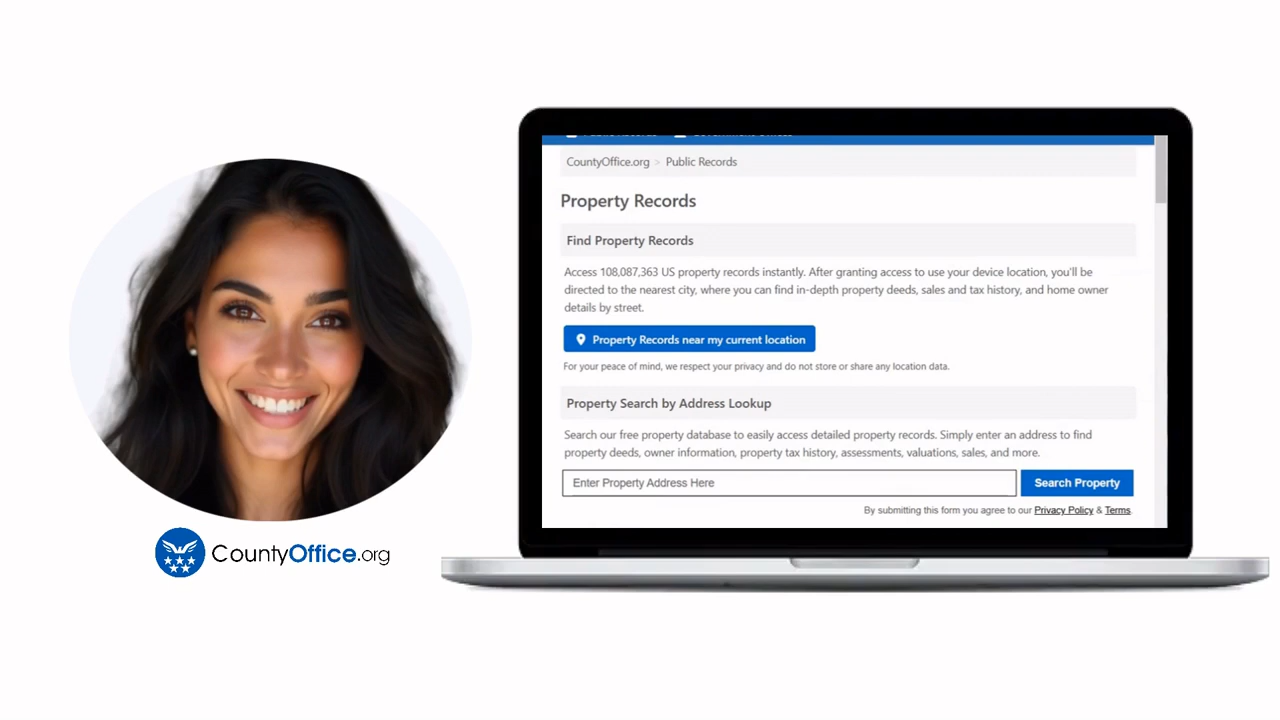 CountyOffice.org
CountyOffice.org > Public Records
Property Records
Find Property Records
Access 108,087,363 US property records instantly. After granting access to use your device location, you'll be
directed to the nearest city, where you can find in-depth property deeds, sales and tax history, and home owner
details by street.
Property Records near my current location
For your peace of mind, we respect your privacy and do not store or share any location data.
Property Search by Address Lookup
Search our free property database to easily access detailed property records. Simply enter an address to find
property deeds, owner information, property tax history, assessments, valuations, sales, and more.
Enter Property Address Here
Search Property
By submitting this form you agree to our Privacy Policy & Terms.